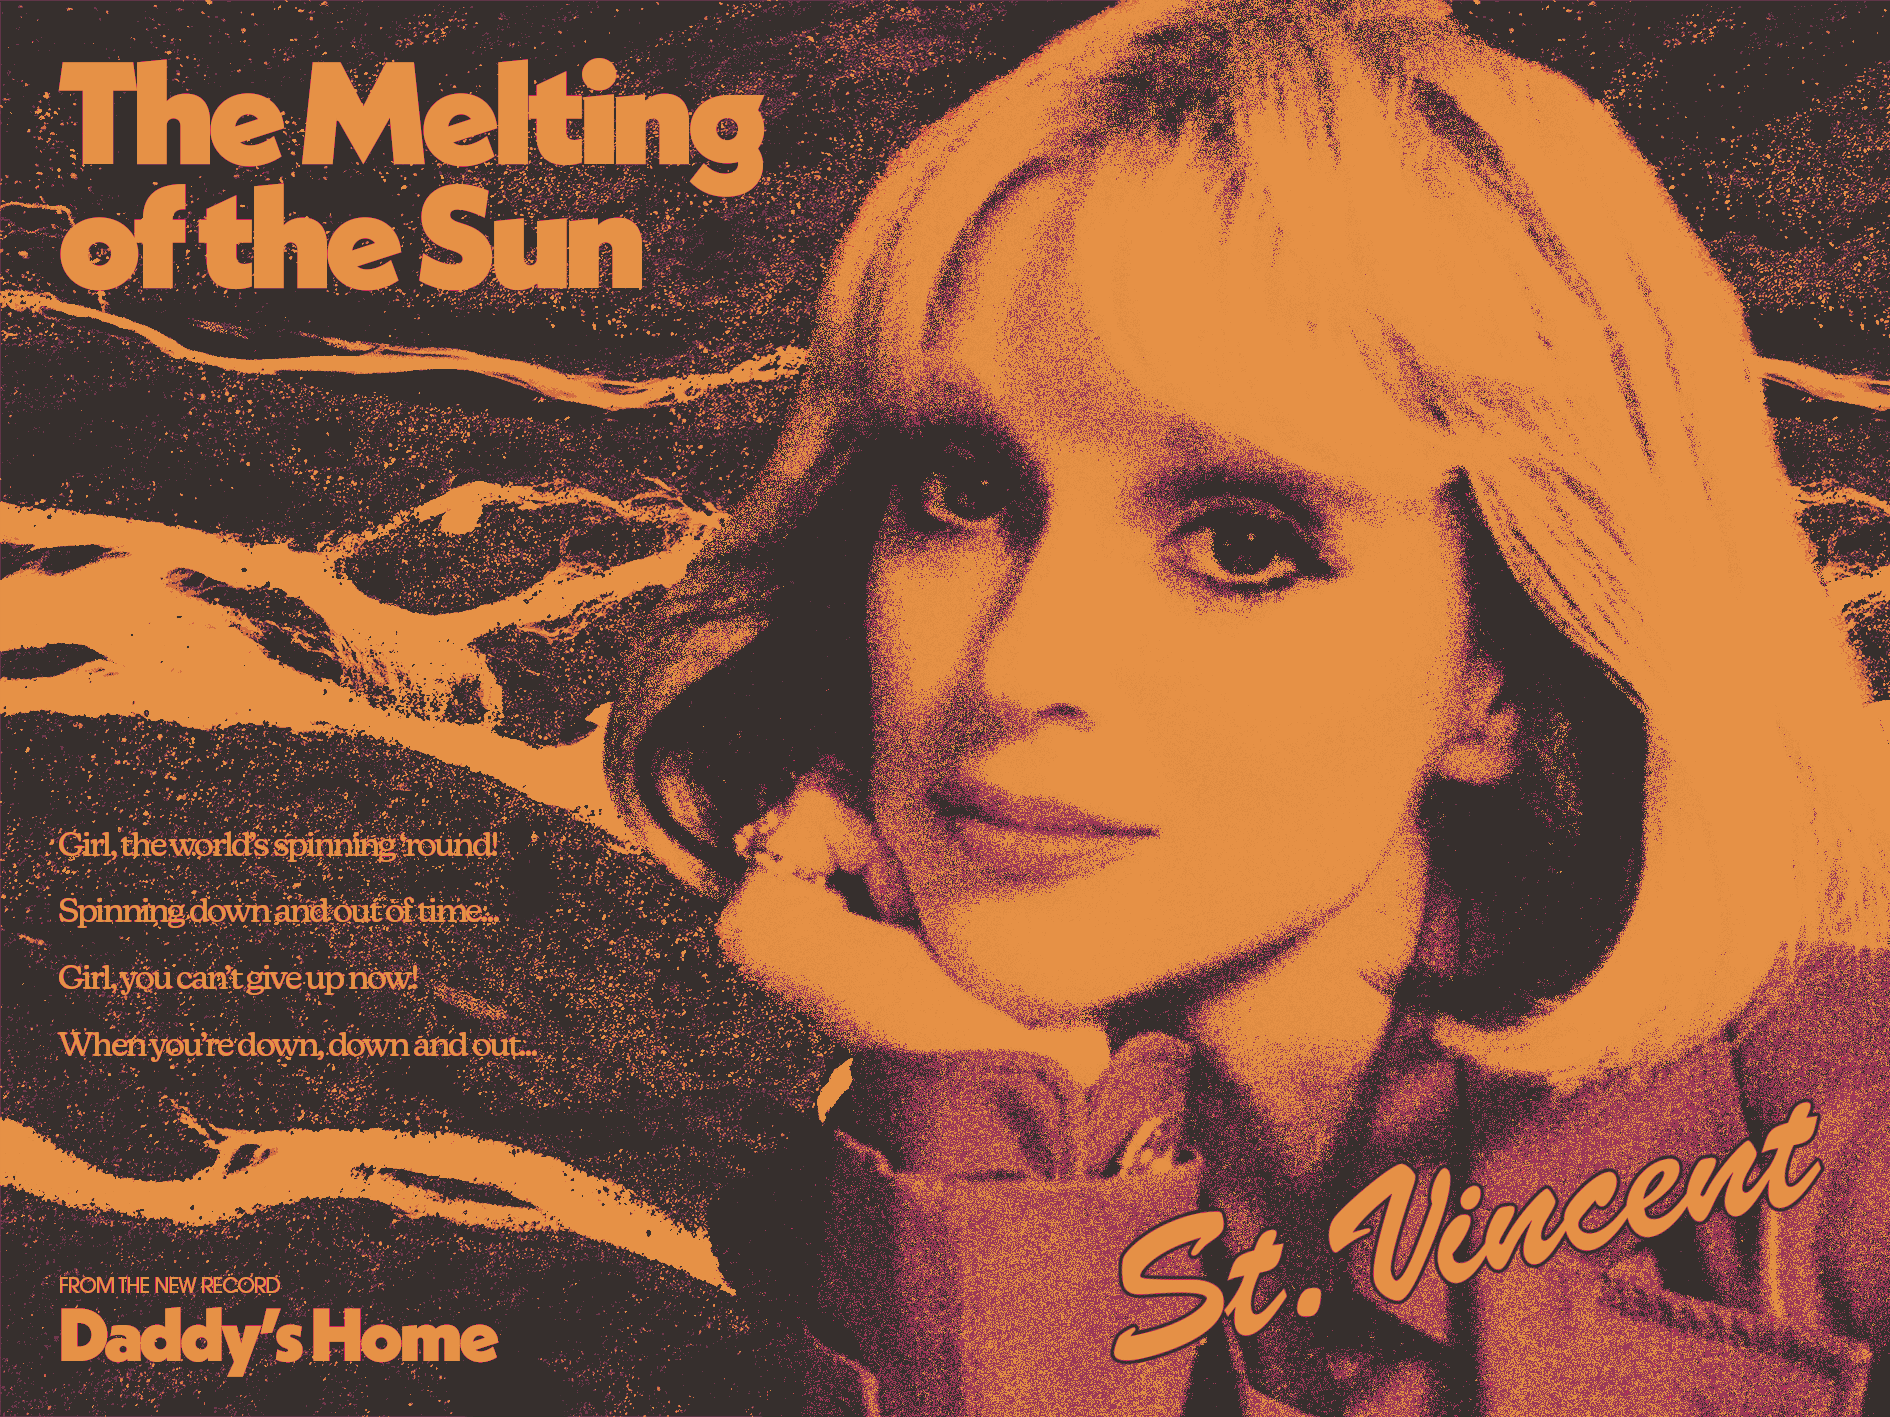 The Melting
of the Sun
Girl, the world's spinning 'round!
Spinning down and out of time...
Girl, you can't give up now!
When you're down, down and out...
St. Vincent
FROM THE NEW RECORD
Daddy's Home